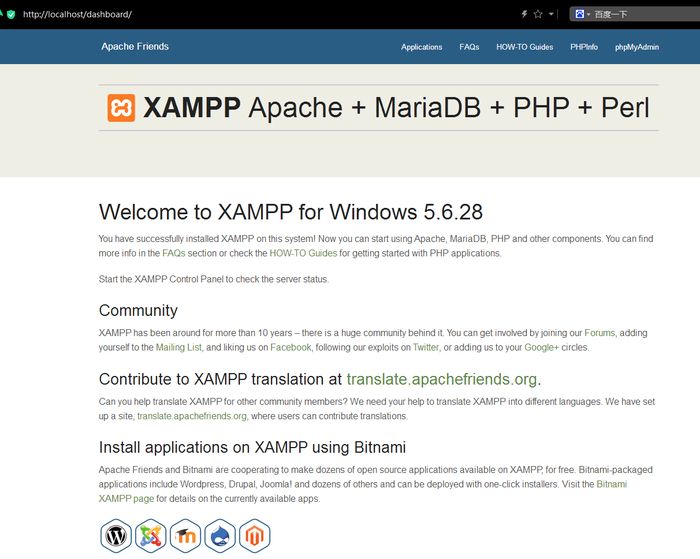 http://localhost/dashboard/
百度一下
Apache Friends
Applications
FAQs
HOW-TO Guides
PHPInfo
phpMyAdmin
XAMPP Apache + MariaDB + PHP + Perl
Welcome to XAMPP for Windows 5.6.28
You have successfully installed XAMPP on this system! Now you can start using Apache, MariaDB, PHP and other components. You can
find more info in the FAQs section or check the HOW-TO Guides for getting started with PHP applications.
Start the XAMPP Control Panel to check the server status.
Community
XAMPP has been around for more than 10 years – there is a huge community behind it. You can get involved by joining our Forums, adding
yourself to the Mailing List, and liking us on Facebook, following our exploits on Twitter, or adding us to your Google+ circles.
Contribute to XAMPP translation at translate.apachefriends.org.
Can you help translate XAMPP for other community members? We need your help to translate XAMPP into different languages. We have set
up a site, translate.apachefriends.org, where users can contribute translations.
Install applications on XAMPP using Bitnami
Apache Friends and Bitnami are cooperating to make dozens of open source applications available on XAMPP, for free. Bitnami-packaged
applications include Wordpress, Drupal, Joomla! and dozens of others and can be deployed with one-click installers. Visit the Bitnami
XAMPP page for details on the currently available apps.